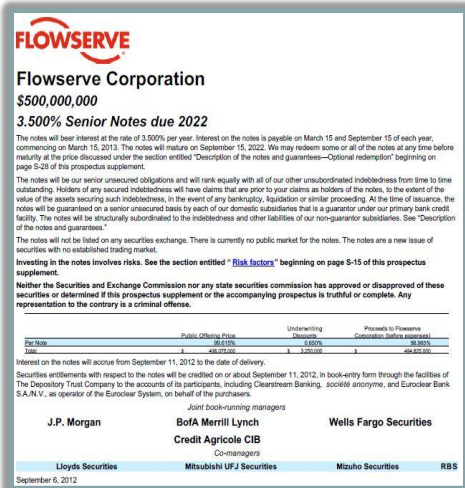 FLOWSERVE
Flowserve Corporation
$500,000,000
3.500% Senior Notes due 2022
The notes will bear interest at the rate of 3.500% per year. Interest on the notes is payable on March 15 and September 15 of each year,
commencing on March 15, 2013. The notes will mature on September 15, 2022. We may redeem some or all of the notes at any time before
maturity at the price discussed under the section entitled "Description of the notes and guarantees—Optional redemption" beginning on
page S-28 of this prospectus supplement.
The notes will be our senior unsecured obligations and will rank equally with all of our other unsubordinated indebtedness from time to time
outstanding. Holders of any secured indebtedness will have claims that are prior to your claims as holders of the notes, to the extent of the
value of the assets securing such indebtedness, in the event of any bankruptcy, liquidation or similar proceeding. At the time of issuance, the
notes will be guaranteed on a senior unsecured basis by each of our domestic subsidiaries that is a guarantor under our primary bank credit
facility. The notes will be structurally subordinated to the indebtedness and other liabilities of our non-guarantor subsidiaries. See "Description
of the notes and guarantees."
The notes will not be listed on any securities exchange. There is currently no public market for the notes. The notes are a new issue of
securities with no established trading market.
Investing in the notes involves risks. See the section entitled " Risk factors" beginning on page S-15 of this prospectus
supplement.
Neither the Securities and Exchange Commission nor any state securities commission has approved or disapproved of these
securities or determined if this prospectus supplement or the accompanying prospectus is truthful or complete. Any
representation to the contrary is a criminal offense.
Public Offering Price Underwriting Discounts Proceeds to Flowserve Corporation (before expenses)
Per Note 99.615% 0.650% 98.965%
Total $ 498,075,000 $ 3,250,000 $ 494,825,000
Interest on the notes will accrue from September 11, 2012 to the date of delivery.
Securities entitlements with respect to the notes will be credited on or about September 11, 2012, in book-entry form through the facilities of
The Depository Trust Company to the accounts of its participants, including Clearstream Banking, société anonyme, and Euroclear Bank
S.A./N.V., as operator of the Euroclear System, on behalf of the purchasers.
Joint book-running managers
J.P. Morgan BofA Merrill Lynch Wells Fargo Securities
Credit Agricole CIB
Co-managers
Lloyds Securities Mitsubishi UFJ Securities Mizuho Securities RBS
September 6, 2012